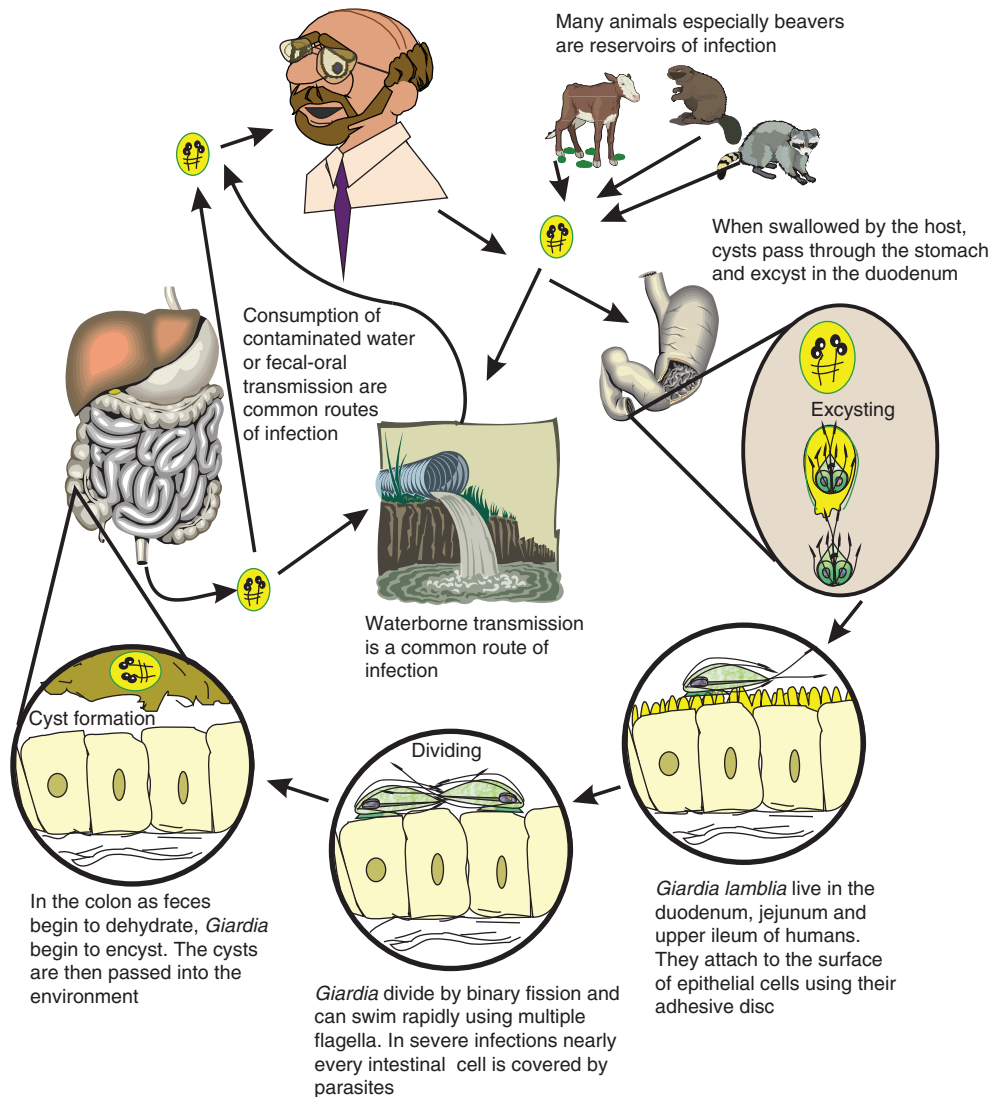 Many animals especially beavers
are reservoirs of infection
When swallowed by the host,
cysts pass through the stomach
and excyst in the duodenum
Consumption of
contaminated water
or fecal-oral
transmission are
common routes
of infection
Excysting
Waterborne transmission
is a common route of
infection
Cyst formation
Dividing
Giardia lamblia live in the
duodenum, jejunum and
upper ileum of humans.
They attach to the surface
of epithelial cells using their
adhesive disc
In the colon as feces
begin to dehydrate, Giardia
begin to encyst. The cysts
are then passed into the
environment
Giardia divide by binary fission and
can swim rapidly using multiple
flagella. In severe infections nearly
every intestinal cell is covered by
parasites